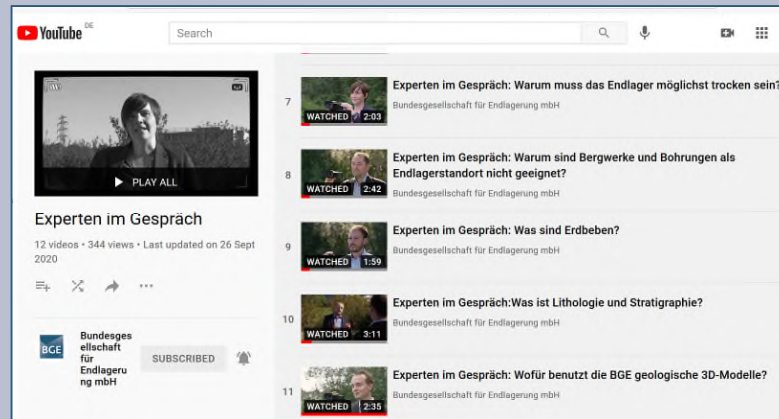 YouTube DE
Search
PLAY ALL
Experten im Gespräch
12 videos • 344 views • Last updated on 26 Sept
2020
BGE
Bundesges
ellschaft
für
Endlageru
ng mbH
SUBSCRIBED
7
WATCHED 2:03
Experten im Gespräch: Warum muss das Endlager möglichst trocken sein?
Bundesgesellschaft für Endlagerung mbH
8
WATCHED 2:42
Experten im Gespräch: Warum sind Bergwerke und Bohrungen als
Endlagerstandort nicht geeignet?
Bundesgesellschaft für Endlagerung mbH
9
WATCHED 1:59
Experten im Gespräch: Was sind Erdbeben?
Bundesgesellschaft für Endlagerung mbH
10
WATCHED 3:11
Experten im Gespräch:Was ist Lithologie und Stratigraphie?
Bundesgesellschaft für Endlagerung mbH
11
WATCHED 2:35
Experten im Gespräch: Wofür benutzt die BGE geologische 3D-Modelle?
Bundesgesellschaft für Endlagerung mbH